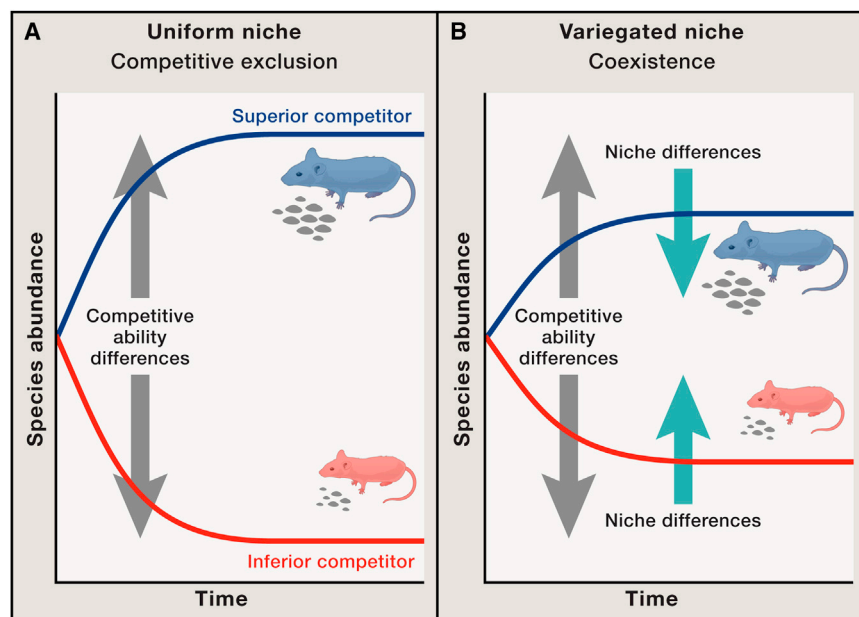 A
Uniform niche
Competitive exclusion
Species abundance
Superior competitor
Competitive
ability
differences
Inferior competitor
Time
B
Variegated niche
Coexistence
Species abundance
Niche differences
Competitive
ability
differences
Niche differences
Time